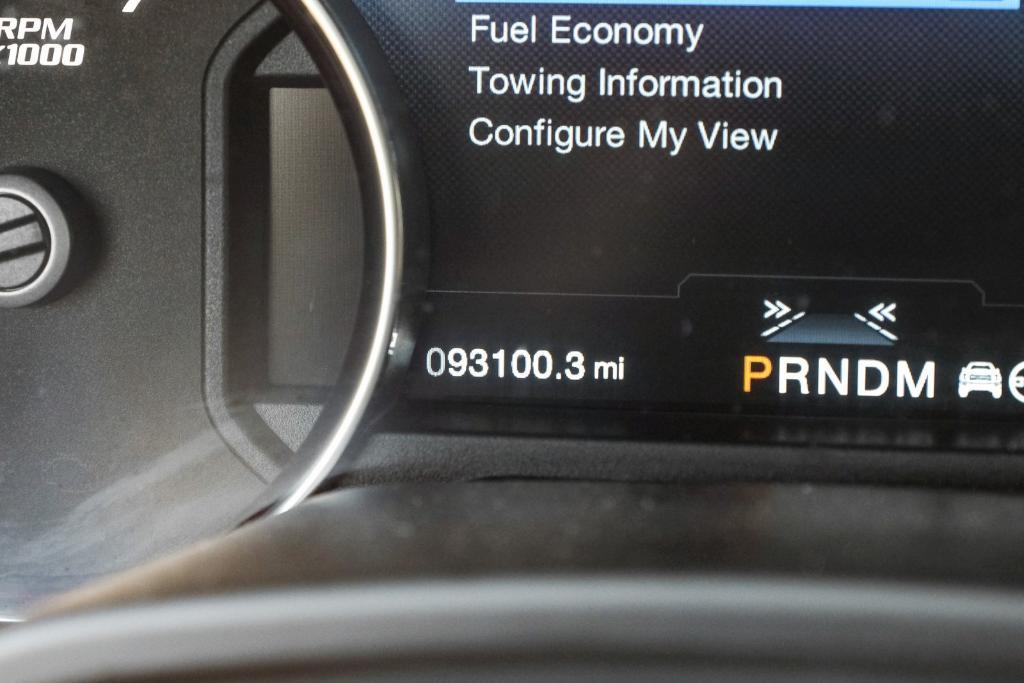 RPM
x1000
Fuel Economy
Towing Information
Configure My View
093100.3 mi
PRNDM